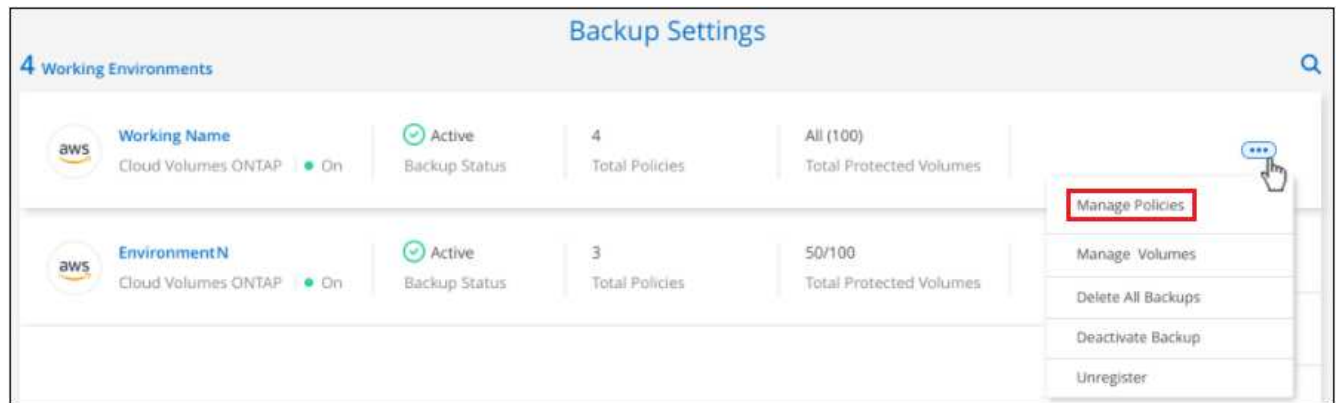 Backup Settings
4 Working Environments
aws
Working Name
Cloud Volumes ONTAP
On
Active
Backup Status
4
Total Policies
All (100)
Total Protected Volumes
Manage Policies
Manage Volumes
Delete All Backups
Deactivate Backup
Unregister
aws
EnvironmentN
Cloud Volumes ONTAP
On
Active
Backup Status
3
Total Policies
50/100
Total Protected Volumes